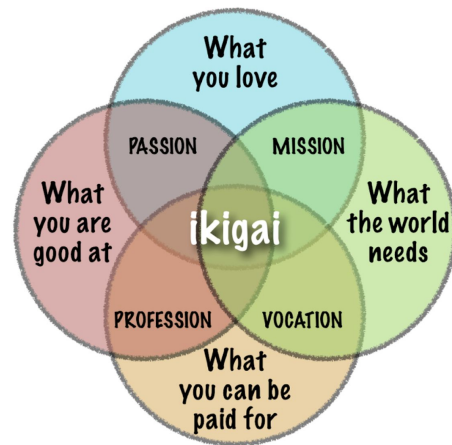 What
you love
PASSION
MISSION
What
you are
good at
ikigai
What
the world
needs
PROFESSION
VOCATION
What
you can be
paid for